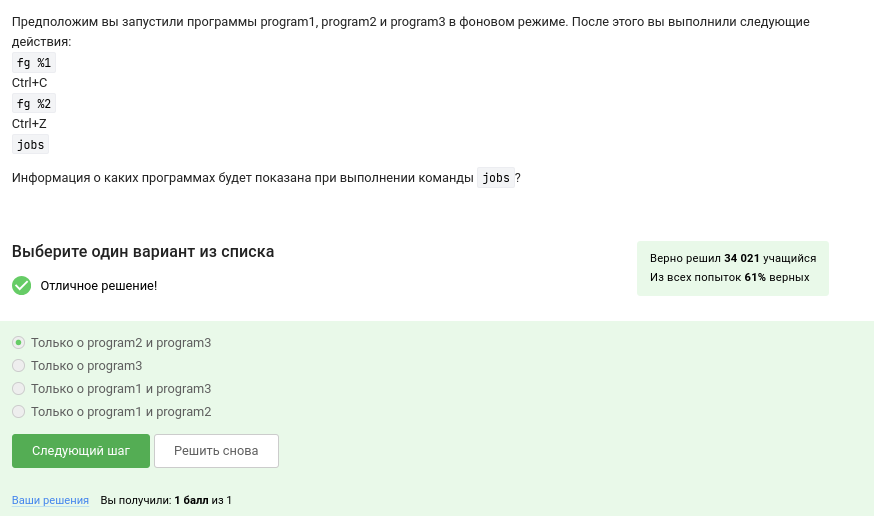 Предположим вы запустили программы program1, program2 и program3 в фоновом режиме. После этого вы выполнили следующие
действия:
fg %1
Ctrl+C
fg %2
Ctrl+Z
jobs
Информация о каких программах будет показана при выполнении команды jobs ?
Выберите один вариант из списка
Отличное решение!
Верно решил 34 021 учащийся
Из всех попыток 61% верных
Только о program2 и program3
Только о program3
Только о program1 и program3
Только о program1 и program2
Следующий шаг
Решить снова
Ваши решения Вы получили: 1 балл из 1